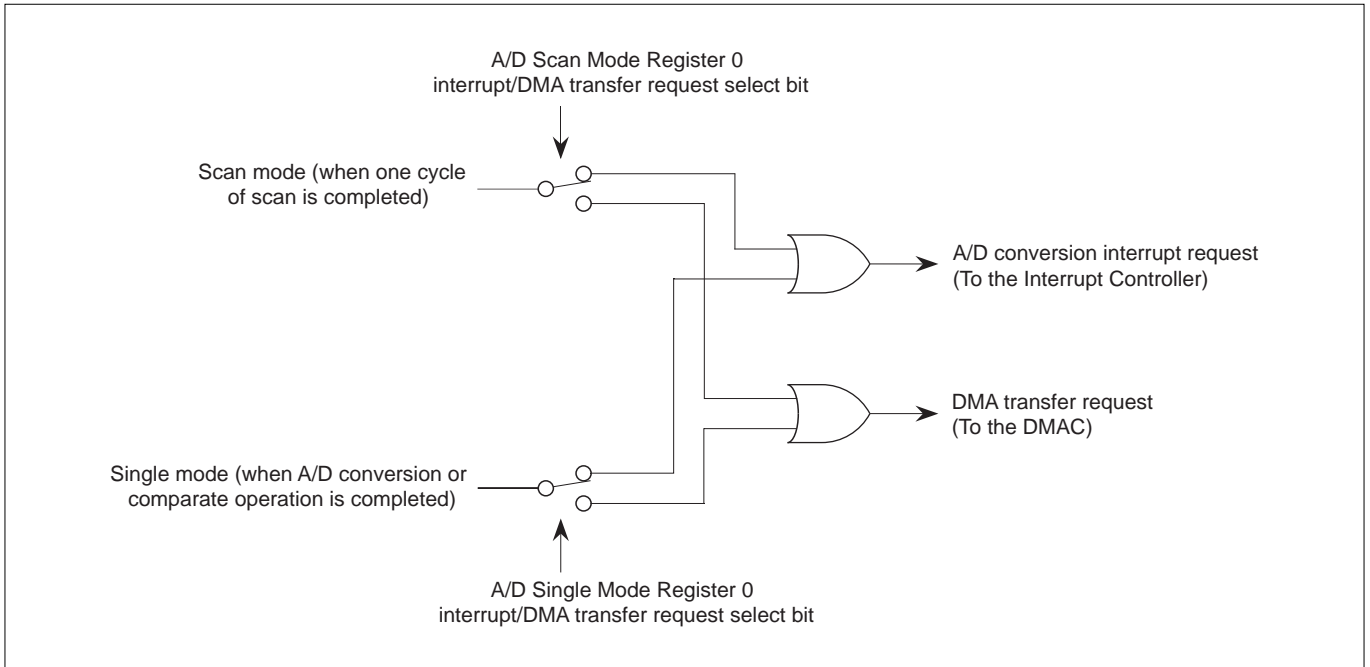 A/D Scan Mode Register 0
interrupt/DMA transfer request select bit
Scan mode (when one cycle
of scan is completed)
A/D conversion interrupt request
(To the Interrupt Controller)
DMA transfer request
(To the DMAC)
Single mode (when A/D conversion or
comparate operation is completed)
A/D Single Mode Register 0
interrupt/DMA transfer request select bit